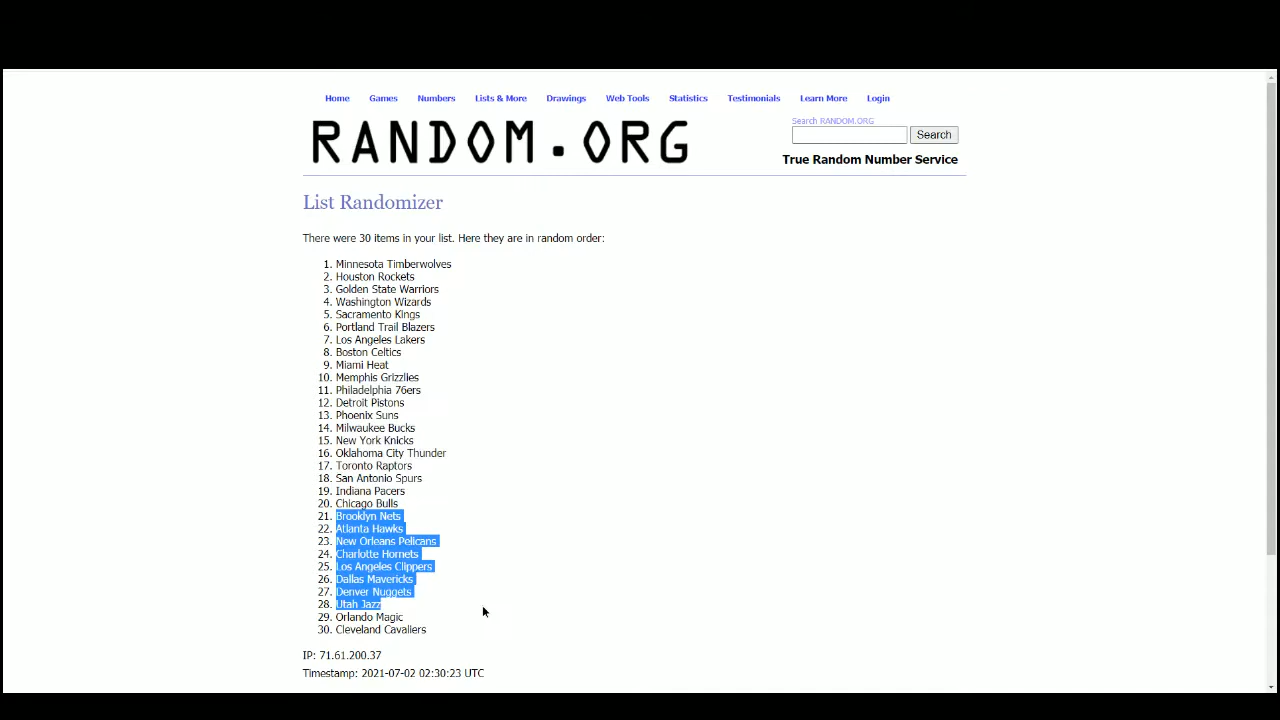 Home Games Numbers Lists & More Drawings Web Tools Statistics Testimonials Learn More Login
Search RANDOM.ORG
RANDOM.ORG
Search
True Random Number Service
List Randomizer
There were 30 items in your list. Here they are in random order:
1. Minnesota Timberwolves
2. Houston Rockets
3. Golden State Warriors
4. Washington Wizards
5. Sacramento Kings
6. Portland Trail Blazers
7. Los Angeles Lakers
8. Boston Celtics
9. Miami Heat
10. Memphis Grizzlies
11. Philadelphia 76ers
12. Detroit Pistons
13. Phoenix Suns
14. Milwaukee Bucks
15. New York Knicks
16. Oklahoma City Thunder
17. Toronto Raptors
18. San Antonio Spurs
19. Indiana Pacers
20. Chicago Bulls
21. Brooklyn Nets
22. Atlanta Hawks
23. New Orleans Pelicans
24. Charlotte Hornets
25. Los Angeles Clippers
26. Dallas Mavericks
27. Denver Nuggets
28. Utah Jazz
29. Orlando Magic
30. Cleveland Cavaliers
IP: 71.61.200.37
Timestamp: 2021-07-02 02:30:23 UTC